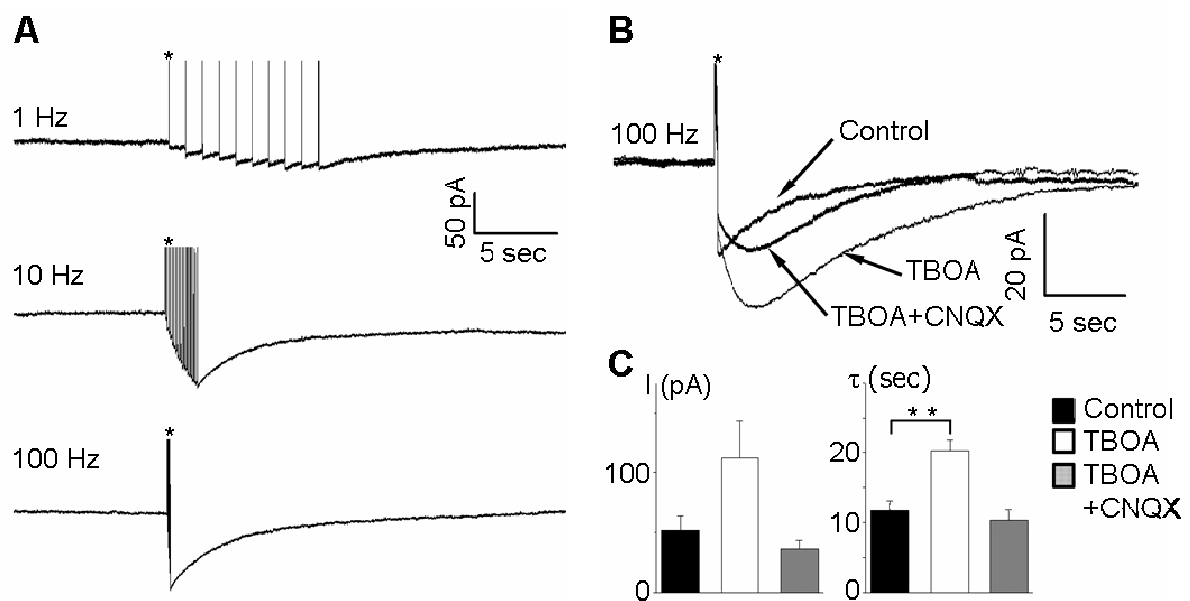 A
*
1 Hz
50 pA
5 sec
*
10 Hz
*
100 Hz
B
*
100 Hz
Control
TBOA
TBOA+CNQX
20 pA
5 sec
C
I (pA)
100
0
τ (sec)
* *
20
10
0
Control
TBOA
TBOA
+CNQX